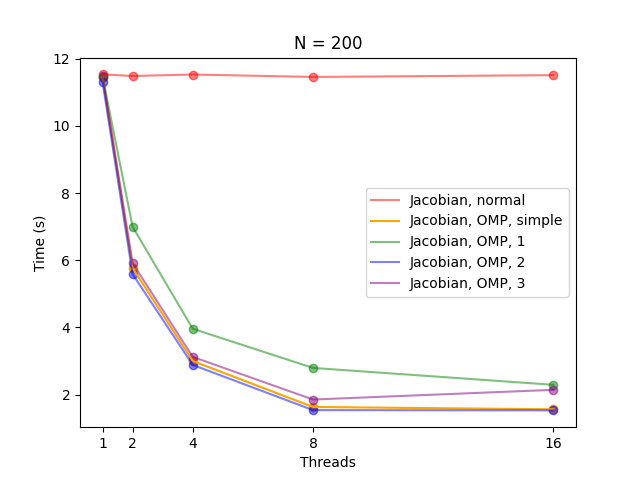 N = 200
Time (s)
12
10
8
6
4
2
Jacobian, normal
Jacobian, OMP, simple
Jacobian, OMP, 1
Jacobian, OMP, 2
Jacobian, OMP, 3
1 2 4 8 16
Threads